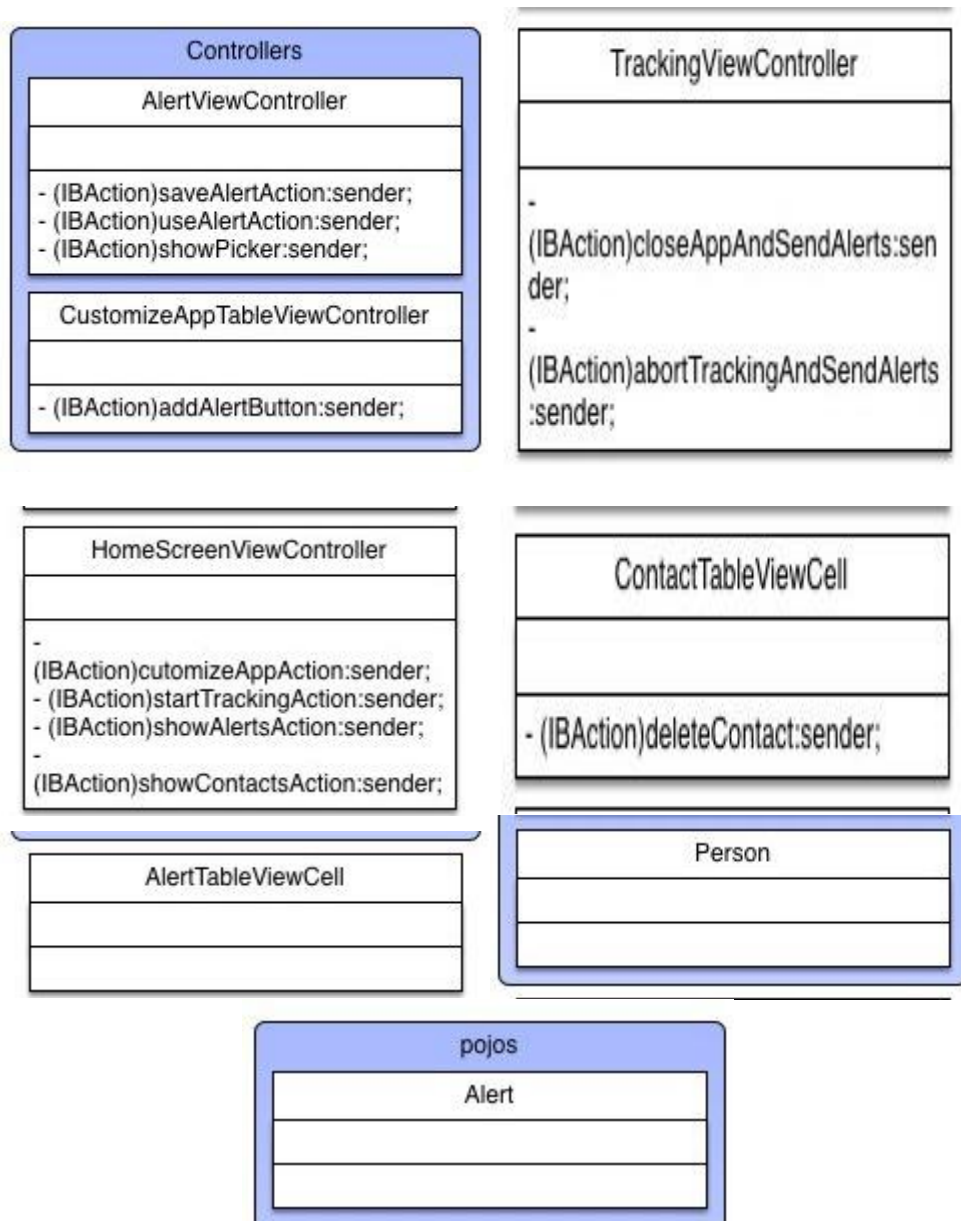 Controllers
AlertViewController
- (IBAction)saveAlertAction:sender;
- (IBAction)useAlertAction:sender;
- (IBAction)showPicker:sender;
CustomizeAppTableViewController
- (IBAction)addAlertButton:sender;
TrackingViewController
-
(IBAction)closeAppAndSendAlerts:sen
der;
-
(IBAction)abortTrackingAndSendAlerts
:sender;
HomeScreenViewController
-
(IBAction)cutomizeAppAction:sender;
- (IBAction)startTrackingAction:sender;
- (IBAction)showAlertsAction:sender;
-
(IBAction)showContactsAction:sender;
ContactTableViewCell
- (IBAction)deleteContact:sender;
AlertTableViewCell
Person
pojos
Alert